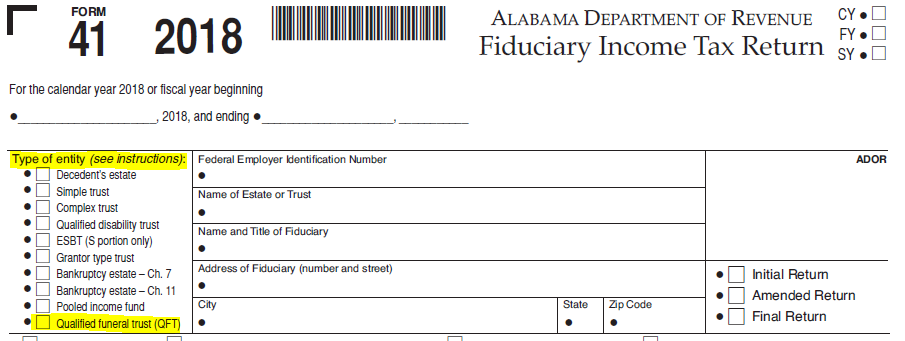 FORM
41
2018
ALABAMA DEPARTMENT OF REVENUE
Fiduciary Income Tax Return
CY •
FY •
SY •
For the calendar year 2018 or fiscal year beginning
• ______________________, 2018, and ending • ____________________, ___________
Type of entity (see instructions):
• Decedent's estate
• Simple trust
• Complex trust
• Qualified disability trust
• ESBT (S portion only)
• Grantor type trust
• Bankruptcy estate – Ch. 7
• Bankruptcy estate – Ch. 11
• Pooled income fund
• Qualified funeral trust (QFT)
Federal Employer Identification Number
•
Name of Estate or Trust
•
Name and Title of Fiduciary
•
Address of Fiduciary (number and street)
•
City
•
State
•
Zip Code
•
ADOR
• Initial Return
• Amended Return
• Final Return